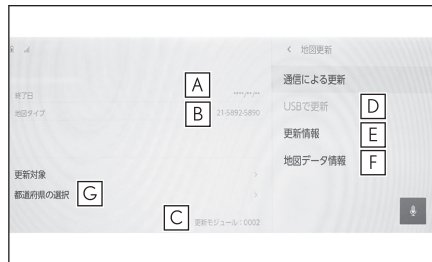 < 地図更新
A
終了日 ****/**/**
地図タイプ B 21-5892-5890
更新対象 >
都道府県の選択 G >
C 更新モジュール：0002
通信による更新
USBで更新 D
更新情報 E
地図データ情報 F